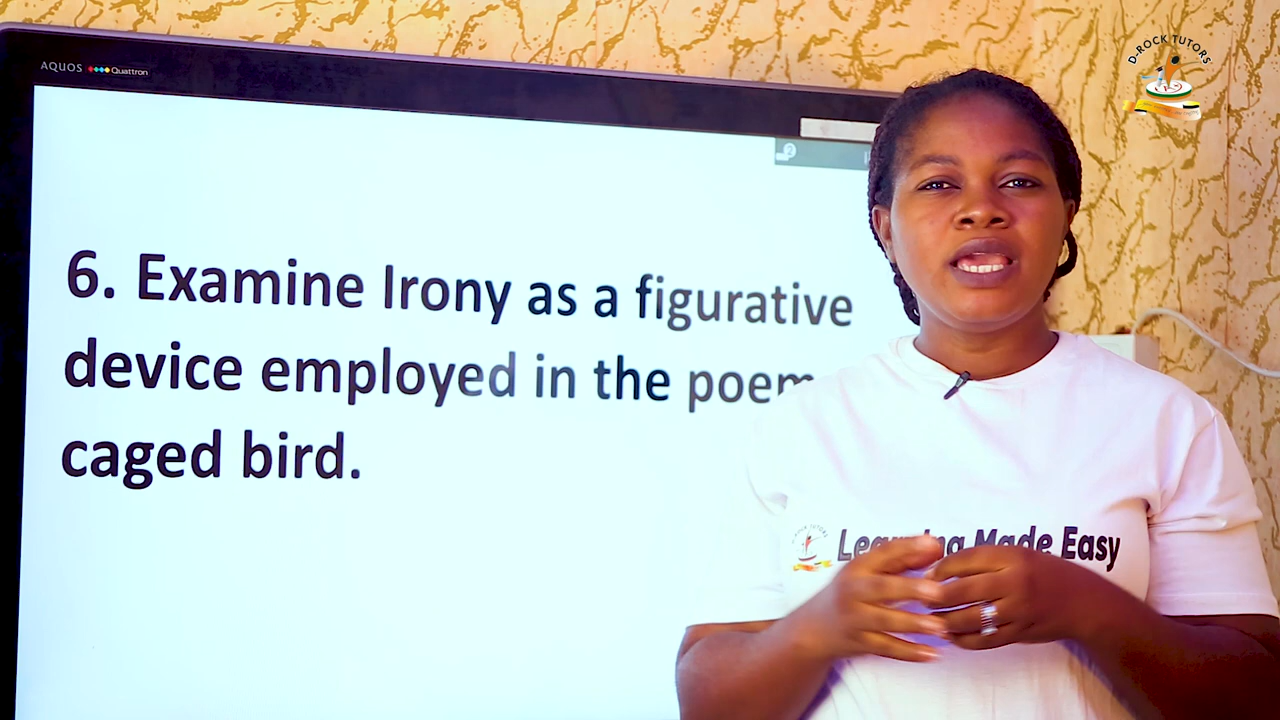 AQUOS Quattron
D-ROCK TUTORS
6. Examine Irony as a figurative
device employed in the poem
caged bird.
Learning Made Easy